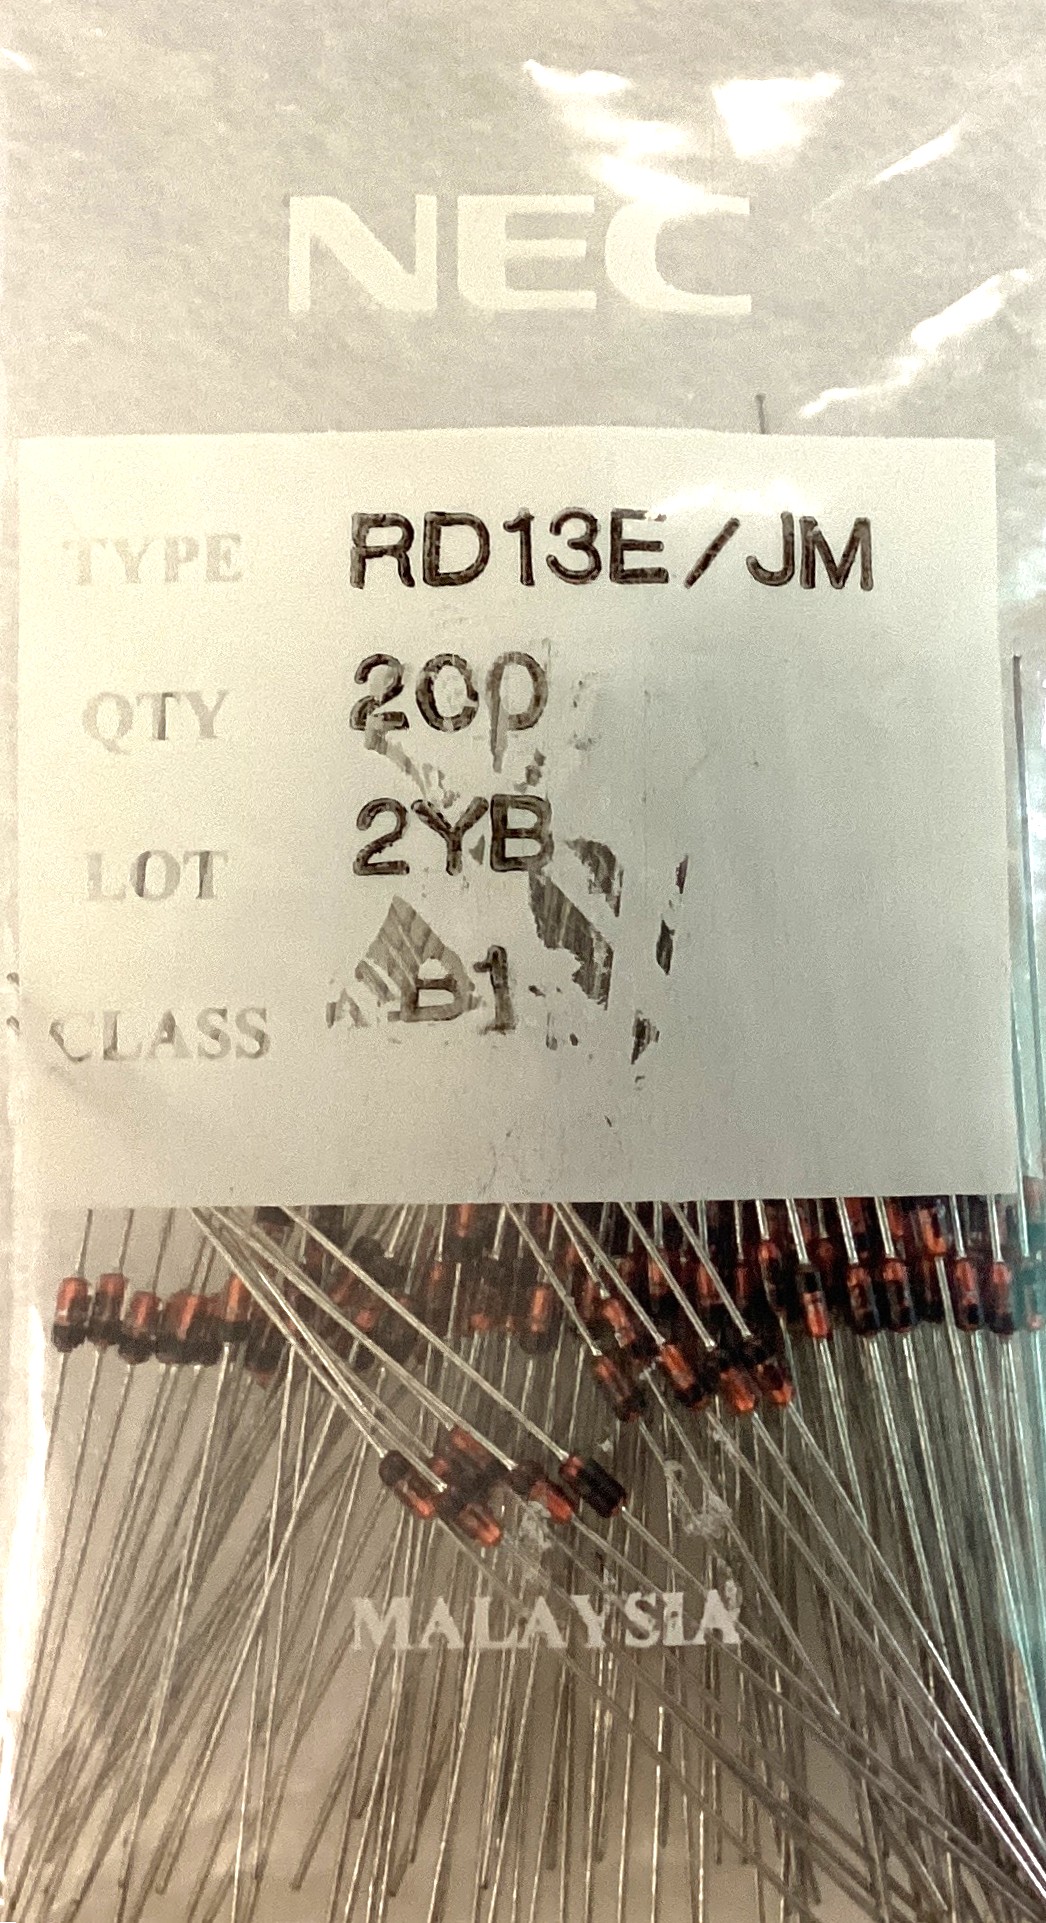 NEC
TYPE RD13E/JM
QTY 200
LOT 2YB
CLASS B1
MALAYSIA